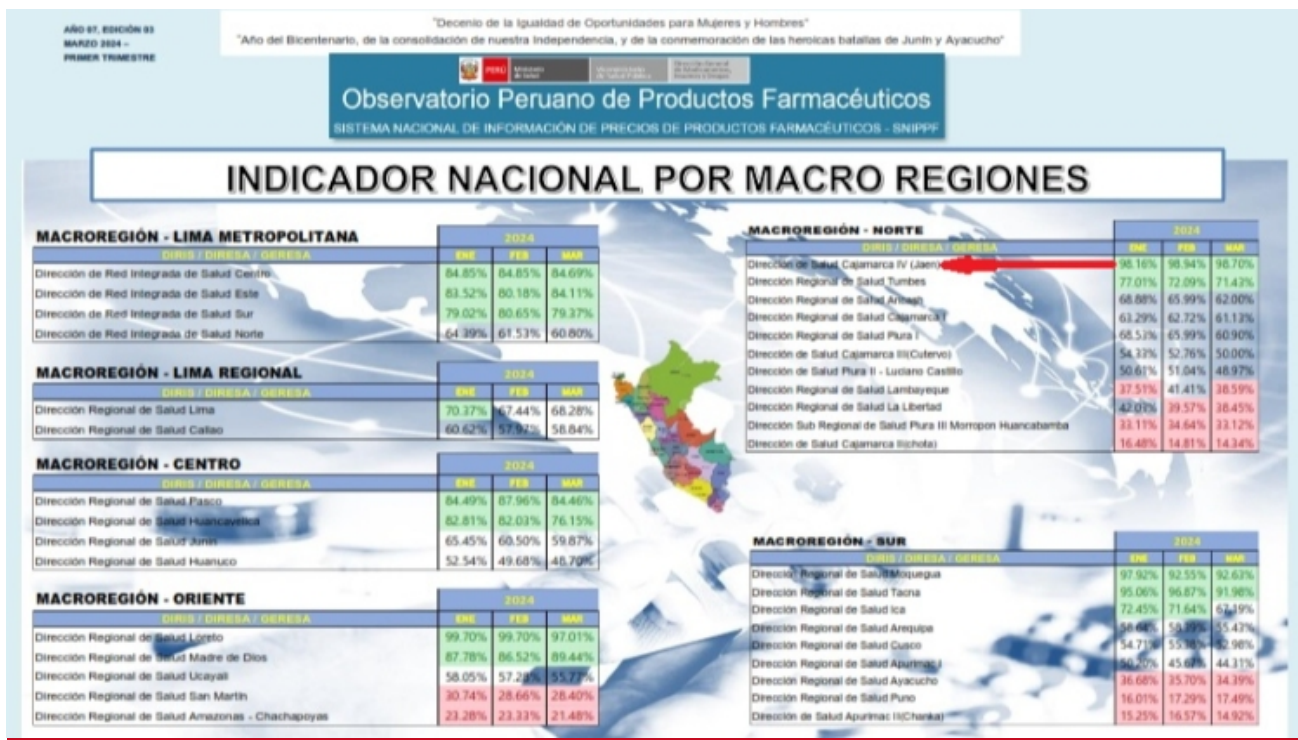 AÑO 07, EDICIÓN 03
MARZO 2024 –
PRIMER TRIMESTRE
"Decenio de la Igualdad de Oportunidades para Mujeres y Hombres"
"Año del Bicentenario, de la consolidación de nuestra Independencia, y de la conmemoración de las heroicas batallas de Junín y Ayacucho"
PERÚ Ministerio de Salud
Observatorio Peruano de Productos Farmacéuticos
SISTEMA NACIONAL DE INFORMACIÓN DE PRECIOS DE PRODUCTOS FARMACÉUTICOS - SNIPPF
INDICADOR NACIONAL POR MACRO REGIONES
MACROREGIÓN - LIMA METROPOLITANA 2024
DIRIS / DIRESA / GERESA ENE FEB MAR
Dirección de Red Integrada de Salud Centro 84.85% 84.85% 84.69%
Dirección de Red Integrada de Salud Este 83.52% 80.18% 84.11%
Dirección de Red Integrada de Salud Sur 79.02% 80.65% 79.37%
Dirección de Red Integrada de Salud Norte 64.39% 61.53% 60.80%
MACROREGIÓN - LIMA REGIONAL 2024
DIRIS / DIRESA / GERESA ENE FEB MAR
Dirección Regional de Salud Lima 70.37% 67.44% 68.28%
Dirección Regional de Salud Callao 60.62% 57.97% 58.84%
MACROREGIÓN - CENTRO 2024
DIRIS / DIRESA / GERESA ENE FEB MAR
Dirección Regional de Salud Pasco 84.49% 87.96% 84.46%
Dirección Regional de Salud Huancavelica 82.81% 82.03% 76.15%
Dirección Regional de Salud Junín 65.45% 60.50% 59.87%
Dirección Regional de Salud Huanuco 52.54% 49.68% 48.70%
MACROREGIÓN - ORIENTE 2024
DIRIS / DIRESA / GERESA ENE FEB MAR
Dirección Regional de Salud Loreto 99.70% 99.70% 97.01%
Dirección Regional de Salud Madre de Dios 87.78% 86.52% 89.44%
Dirección Regional de Salud Ucayali 58.05% 57.28% 55.77%
Dirección Regional de Salud San Martin 30.74% 28.66% 28.40%
Dirección Regional de Salud Amazonas - Chachapoyas 23.28% 23.33% 21.48%
MACROREGIÓN - NORTE 2024
DIRIS / DIRESA / GERESA ENE FEB MAR
Dirección de Salud Cajamarca IV (Jaen) 98.16% 98.94% 98.70%
Dirección Regional de Salud Tumbes 77.01% 72.09% 71.43%
Dirección Regional de Salud Ancash 68.88% 65.99% 62.00%
Dirección Regional de Salud Cajamarca I 63.29% 62.72% 61.13%
Dirección Regional de Salud Piura I 68.53% 65.99% 60.90%
Dirección de Salud Cajamarca III(Cutervo) 54.33% 52.76% 50.00%
Dirección de Salud Piura II - Luciano Castillo 50.61% 51.04% 48.97%
Dirección Regional de Salud Lambayeque 37.51% 41.41% 38.59%
Dirección Regional de Salud La Libertad 42.01% 39.57% 38.45%
Dirección Sub Regional de Salud Piura III Morropon Huancabamba 33.11% 34.64% 33.12%
Dirección de Salud Cajamarca II(chota) 16.48% 14.81% 14.34%
MACROREGIÓN - SUR 2024
DIRIS / DIRESA / GERESA ENE FEB MAR
Dirección Regional de Salud Moquegua 97.92% 92.55% 92.63%
Dirección Regional de Salud Tacna 95.06% 96.87% 91.98%
Dirección Regional de Salud Ica 72.45% 71.64% 67.19%
Dirección Regional de Salud Arequipa 55.43%
Dirección Regional de Salud Cusco 54.71% 52.98%
Dirección Regional de Salud Apurimac I 50.20% 45.67% 44.31%
Dirección Regional de Salud Ayacucho 36.68% 35.70% 34.39%
Dirección Regional de Salud Puno 16.01% 17.29% 17.49%
Dirección de Salud Apurimac II(Chanka) 15.25% 16.57% 14.92%